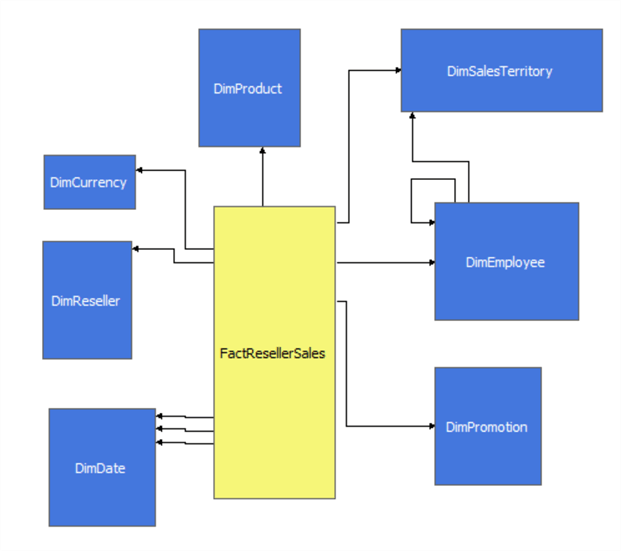 DimProduct
DimSalesTerritory
DimCurrency
DimEmployee
DimReseller
FactResellerSales
DimPromotion
DimDate